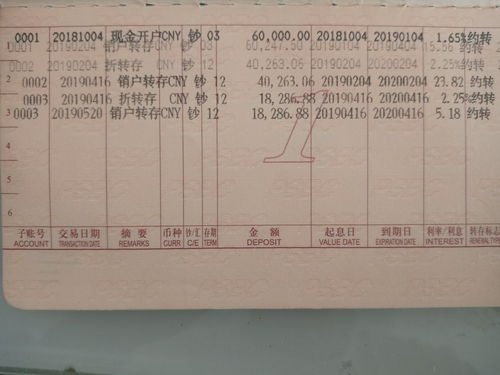 0001 20181004 现金开户CNY 钞 03 60,000.00 20181004 20190104 1.65%约转
1 0001 20190204 销户转存CNY 钞 03 60,247.50 20190104 20190404 15.56 约转
0002 20190204 折转存 CNY 钞 12 40,263.06 20190204 20200204 2.25%约转
2 0002 20190416 销户转存CNY 钞 12 40,263.06 20190204 20200204 23.82 约转
0003 20190416 折转存 CNY 钞 12 18,286.88 20190416 20200416 2.25%约转
3 0003 20190520 销户转存CNY 钞 12 18,286.88 20190416 20200416 5.18 约转
4
5
6
子账号 交易日期 摘要 币种 钞/汇 存期 金额 起息日 到期日 利率/利息 转存标志
ACCOUNT TRANSACTION DATE REMARKS CURR C/E TERM DEPOSIT VALUE DATE EXPIRATION DATE INTEREST RENEWAL TYPE